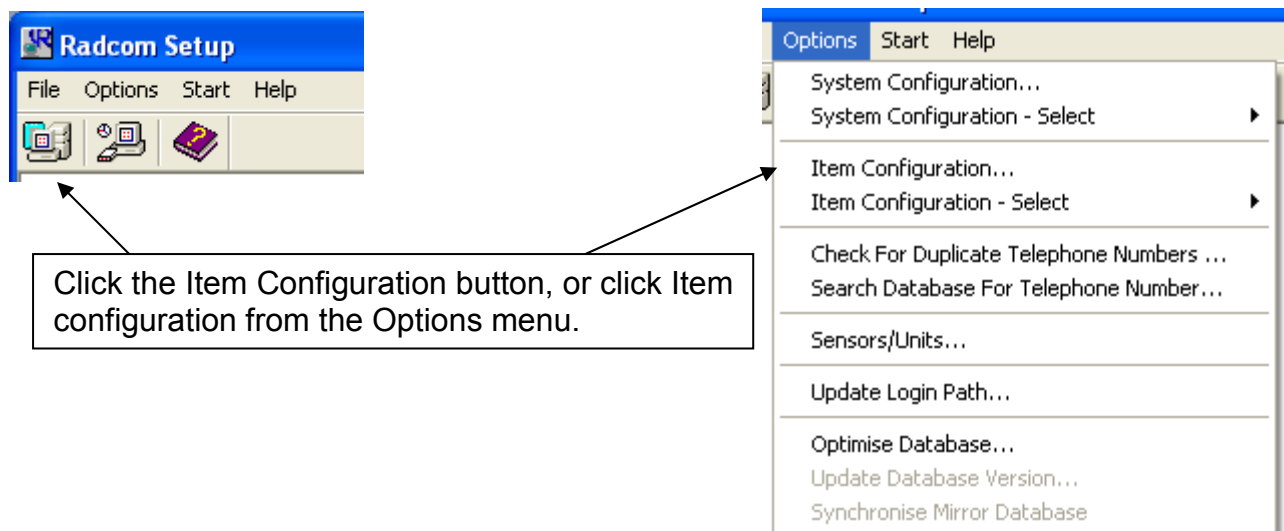 Radcom Setup
File Options Start Help
Click the Item Configuration button, or click Item
configuration from the Options menu.
Options Start Help
System Configuration...
System Configuration - Select
Item Configuration...
Item Configuration - Select
Check For Duplicate Telephone Numbers ...
Search Database For Telephone Number...
Sensors/Units...
Update Login Path...
Optimise Database...
Update Database Version...
Synchronise Mirror Database